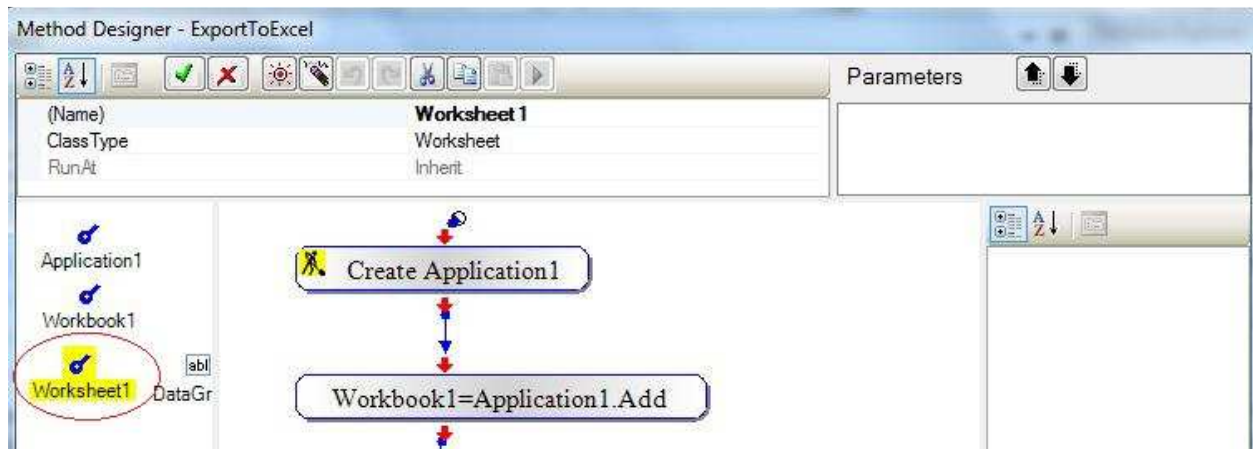 Method Designer - ExportToExcel
Parameters
(Name) Worksheet1
ClassType Worksheet
RunAt Inherit
Application1
Create Application1
Workbook1
abl
Worksheet1 DataGr
Workbook1=Application1.Add